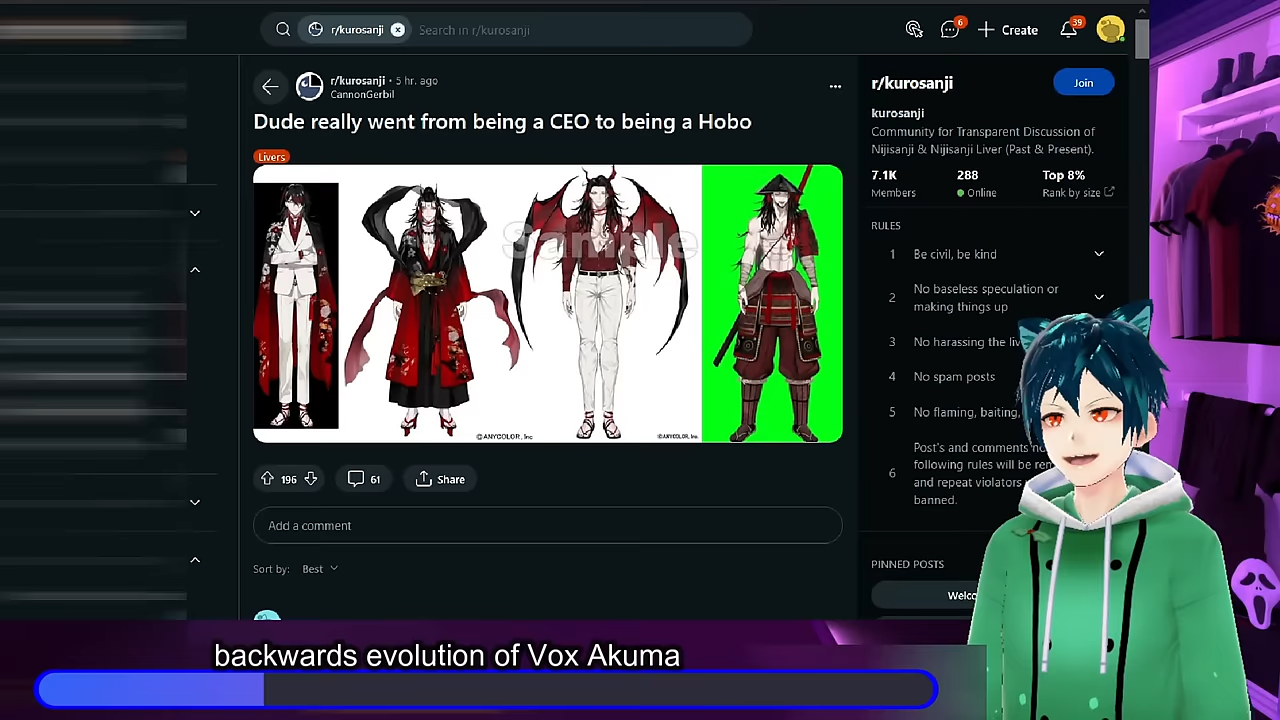 r/kurosanji
Search in r/kurosanji
6
Create
39
r/kurosanji • 5 hr. ago
CannonGerbil
Dude really went from being a CEO to being a Hobo
Livers
Sample
©ANYCOLOR, Inc
©ANYCOLOR, Inc.
196
61
Share
Add a comment
Sort by:
Best
r/kurosanji
Join
kurosanji
Community for Transparent Discussion of
Nijisanji & Nijisanji Liver (Past & Present).
7.1K
288
Top 8%
Members
Online
Rank by size
RULES
1
Be civil, be kind
2
No baseless speculation or
making things up
3
No harassing the
4
No spam posts
5
No flaming, baiting,
6
Post's and comments
following rules will be
and repeat violators
banned.
PINNED POSTS
backwards evolution of Vox Akuma